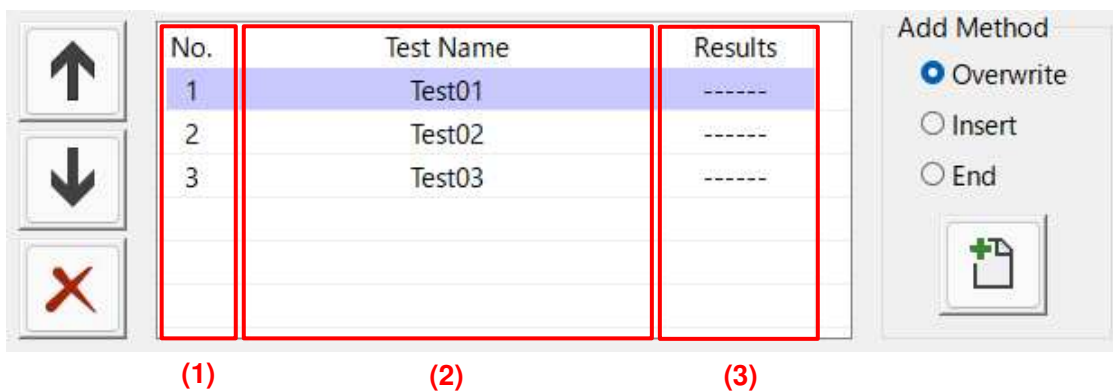 No. Test Name Results
1 Test01 ------
2 Test02 ------
3 Test03 ------
Add Method
Overwrite
Insert
End
(1) (2) (3)